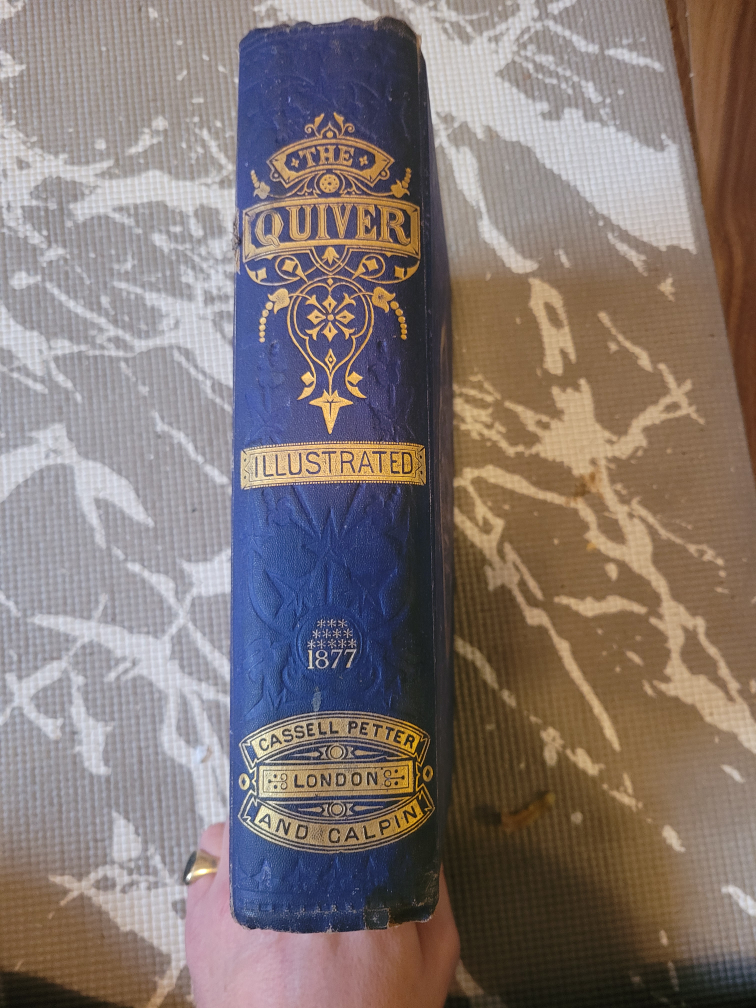 THE
QUIVER
ILLUSTRATED
***
****
*****
1877
CASSELL PETTER
LONDON
AND GALPIN